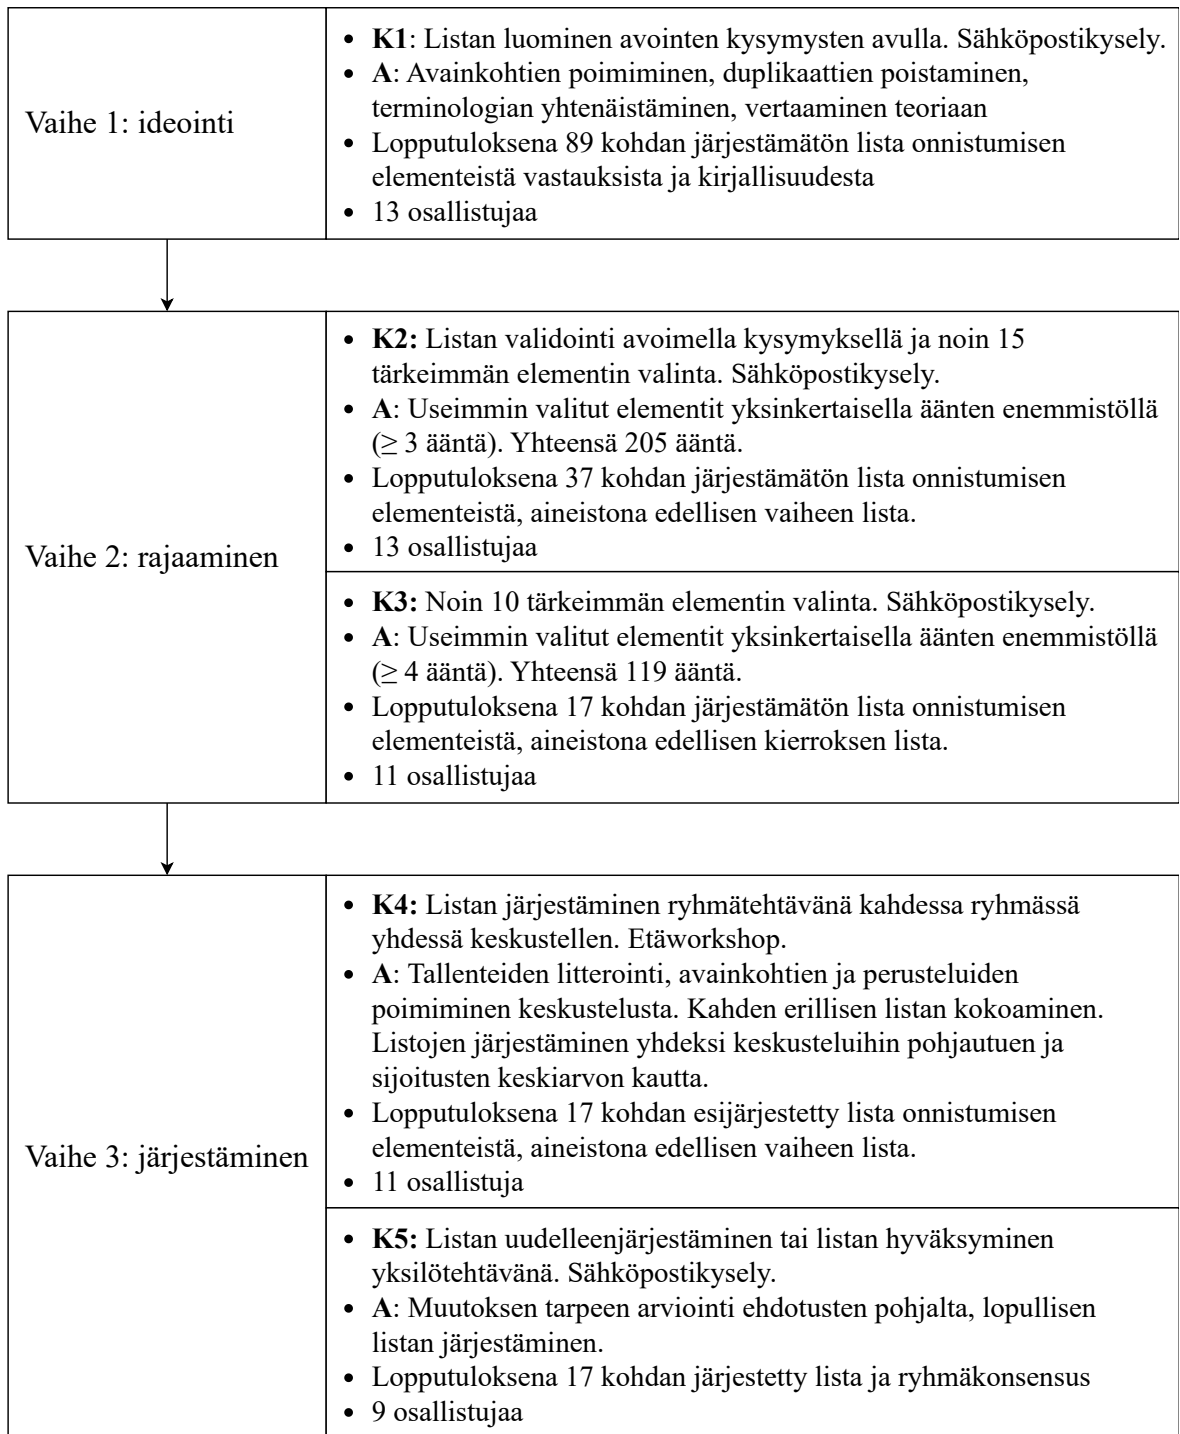 Vaihe 1: ideointi
• K1: Listan luominen avointen kysymysten avulla. Sähköpostikysely.
• A: Avainkohtien poimiminen, duplikaattien poistaminen,
terminologian yhtenäistäminen, vertaaminen teoriaan
• Lopputuloksena 89 kohdan järjestämätön lista onnistumisen
elementeistä vastauksista ja kirjallisuudesta
• 13 osallistujaa
Vaihe 2: rajaaminen
• K2: Listan validointi avoimella kysymyksellä ja noin 15
tärkeimmän elementin valinta. Sähköpostikysely.
• A: Useimmin valitut elementit yksinkertaisella äänten enemmistöllä
(≥ 3 ääntä). Yhteensä 205 ääntä.
• Lopputuloksena 37 kohdan järjestämätön lista onnistumisen
elementeistä, aineistona edellisen vaiheen lista.
• 13 osallistujaa
• K3: Noin 10 tärkeimmän elementin valinta. Sähköpostikysely.
• A: Useimmin valitut elementit yksinkertaisella äänten enemmistöllä
(≥ 4 ääntä). Yhteensä 119 ääntä.
• Lopputuloksena 17 kohdan järjestämätön lista onnistumisen
elementeistä, aineistona edellisen kierroksen lista.
• 11 osallistujaa
Vaihe 3: järjestäminen
• K4: Listan järjestäminen ryhmätehtävänä kahdessa ryhmässä
yhdessä keskustellen. Etäworkshop.
• A: Tallenteiden litterointi, avainkohtien ja perusteluiden
poimiminen keskustelusta. Kahden erillisen listan kokoaminen.
Listojen järjestäminen yhdeksi keskusteluihin pohjautuen ja
sijoitusten keskiarvon kautta.
• Lopputuloksena 17 kohdan esijärjestetty lista onnistumisen
elementeistä, aineistona edellisen vaiheen lista.
• 11 osallistuja
• K5: Listan uudelleenjärjestäminen tai listan hyväksyminen
yksilötehtävänä. Sähköpostikysely.
• A: Muutoksen tarpeen arviointi ehdotusten pohjalta, lopullisen
listan järjestäminen.
• Lopputuloksena 17 kohdan järjestetty lista ja ryhmäkonsensus
• 9 osallistujaa